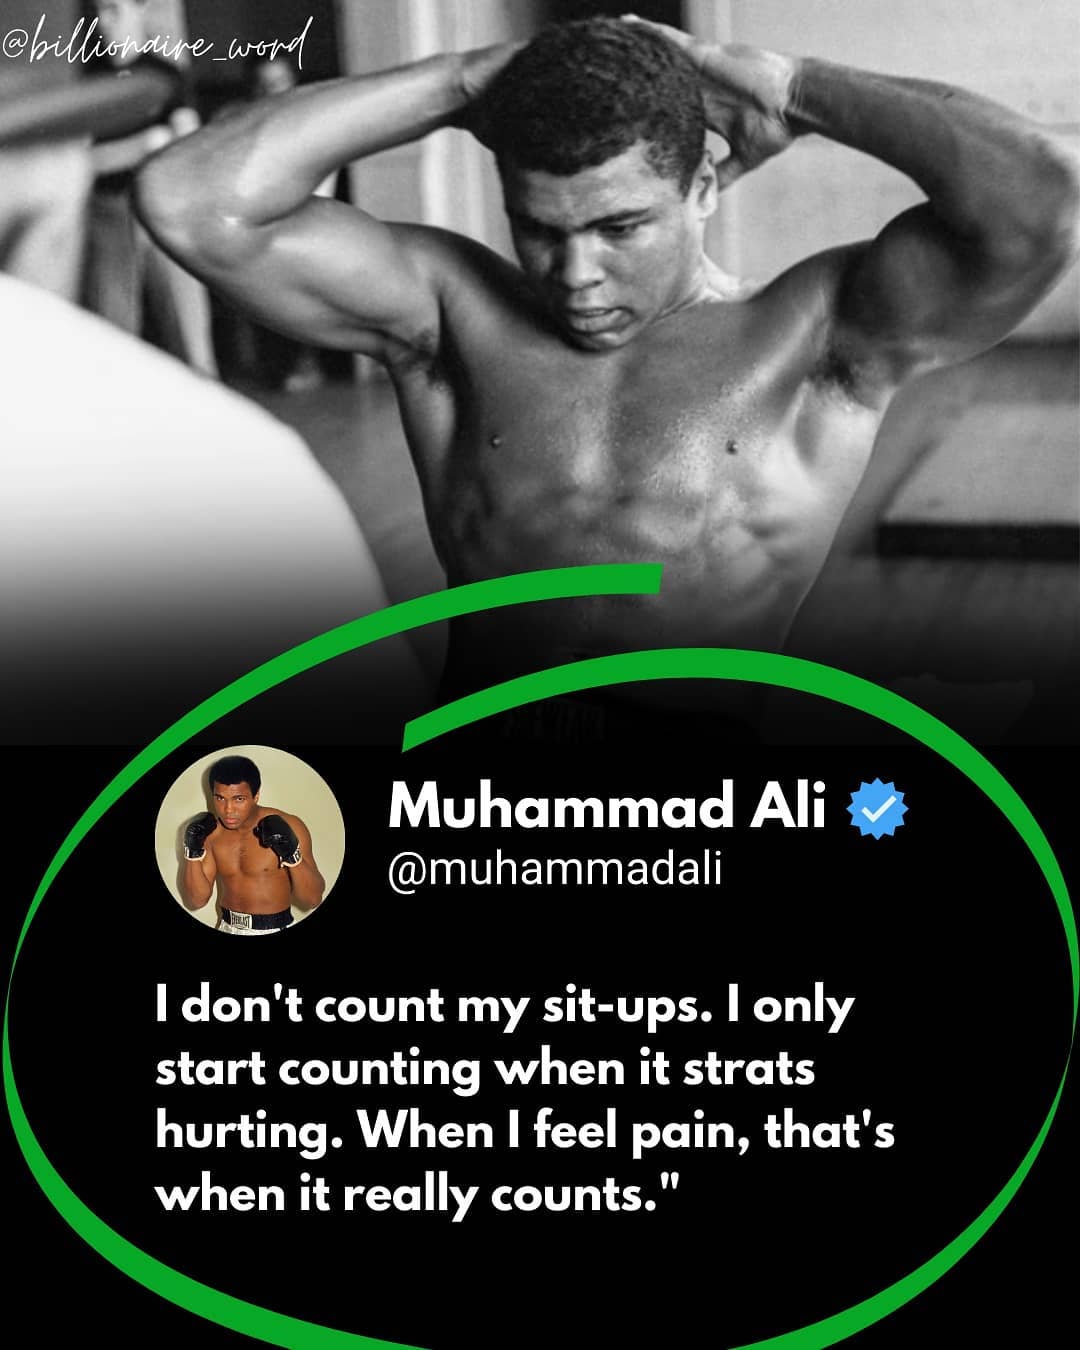 @billionaire_word
Muhammad Ali
@muhammadali
I don't count my sit-ups. I only
start counting when it strats
hurting. When I feel pain, that's
when it really counts."